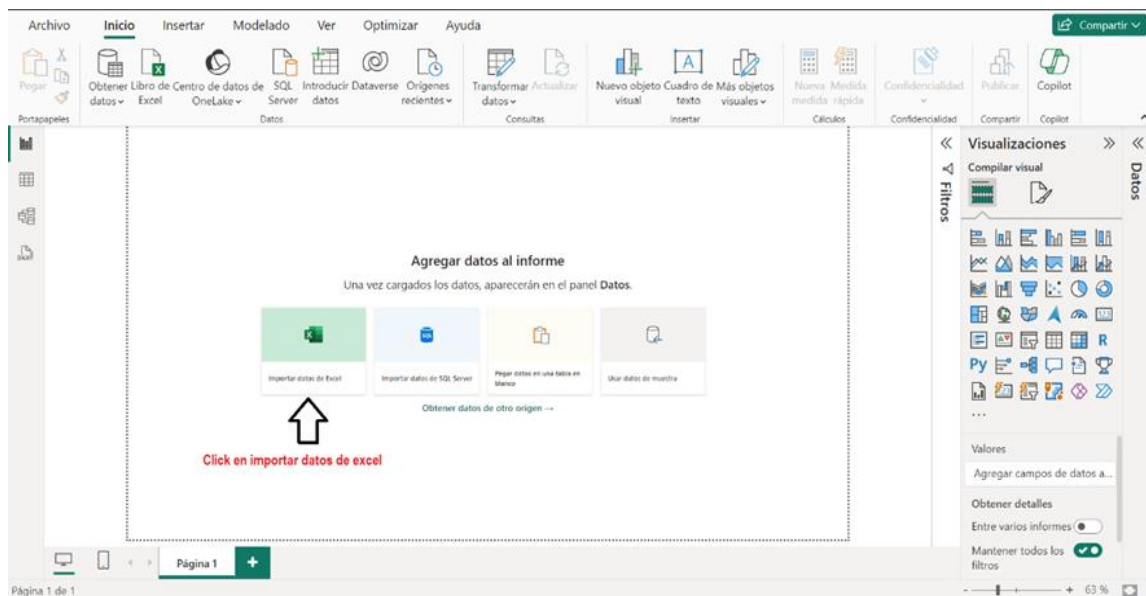 Archivo Inicio Insertar Modelado Ver Optimizar Ayuda Compartir
Pegar
Obtener datos
Libro de Excel
Centro de datos de OneLake
SQL Server
Introducir datos
Dataverse
Orígenes recientes
Transformar datos
Actualizar
Nuevo objeto visual
Cuadro de texto
Más objetos visuales
Nueva medida
Medida rápida
Confidencialidad
Publicar
Copilot
Portapapeles Datos Consultas Insertar Cálculos Confidencialidad Compartir Copilot
Filtros
Visualizaciones
Datos
Compilar visual
Agregar datos al informe
Una vez cargados los datos, aparecerán en el panel Datos.
Importar datos de Excel
SQL
Importar datos de SQL Server
Pegar datos en una tabla en blanco
Usar datos de muestra
Obtener datos de otro origen →
Click en importar datos de excel
R
Py
123
...
Valores
Agregar campos de datos a...
Obtener detalles
Entre varios informes
Mantener todos los filtros
Página 1
Página 1 de 1
- + 63 %